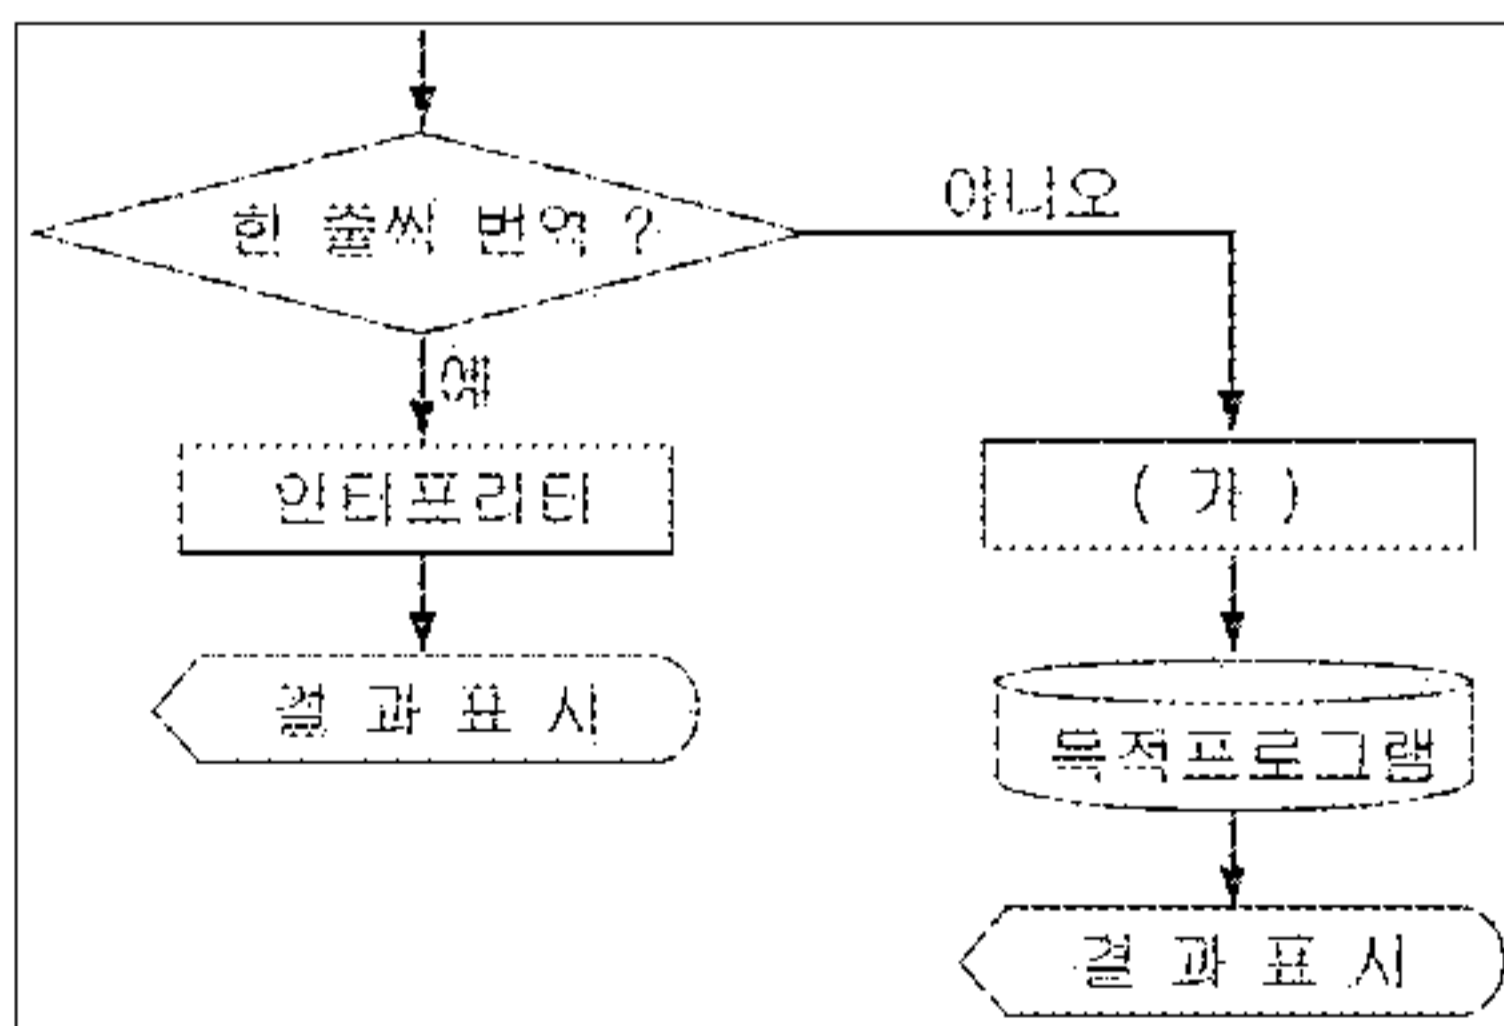 한 줄씩 번역 ?
아니오
예
인터프리터
( 가 )
결 과 표 시
목적프로그램
결 과 표 시